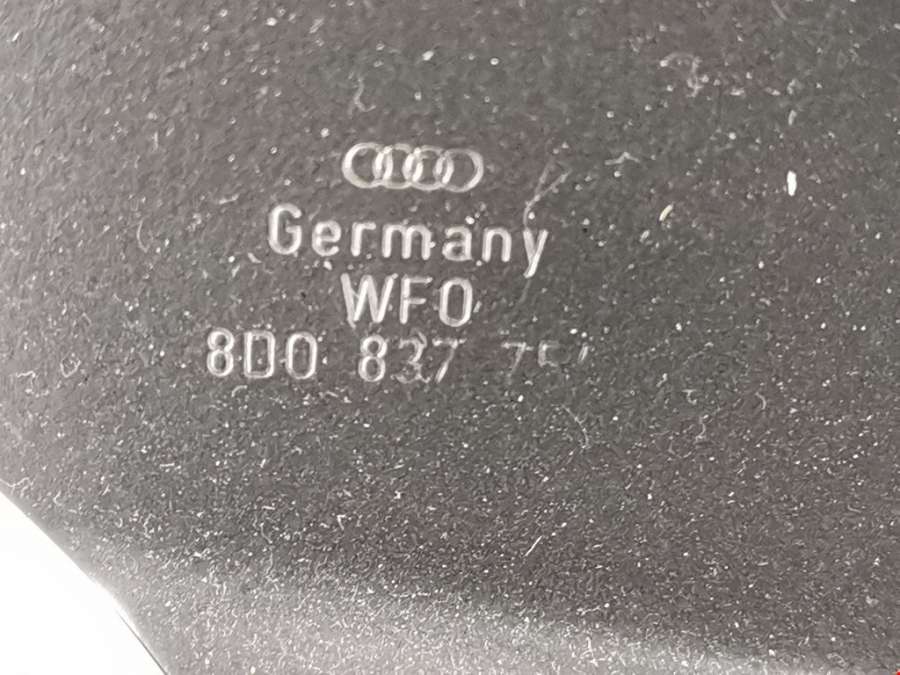 Germany
WFO
8D0 837